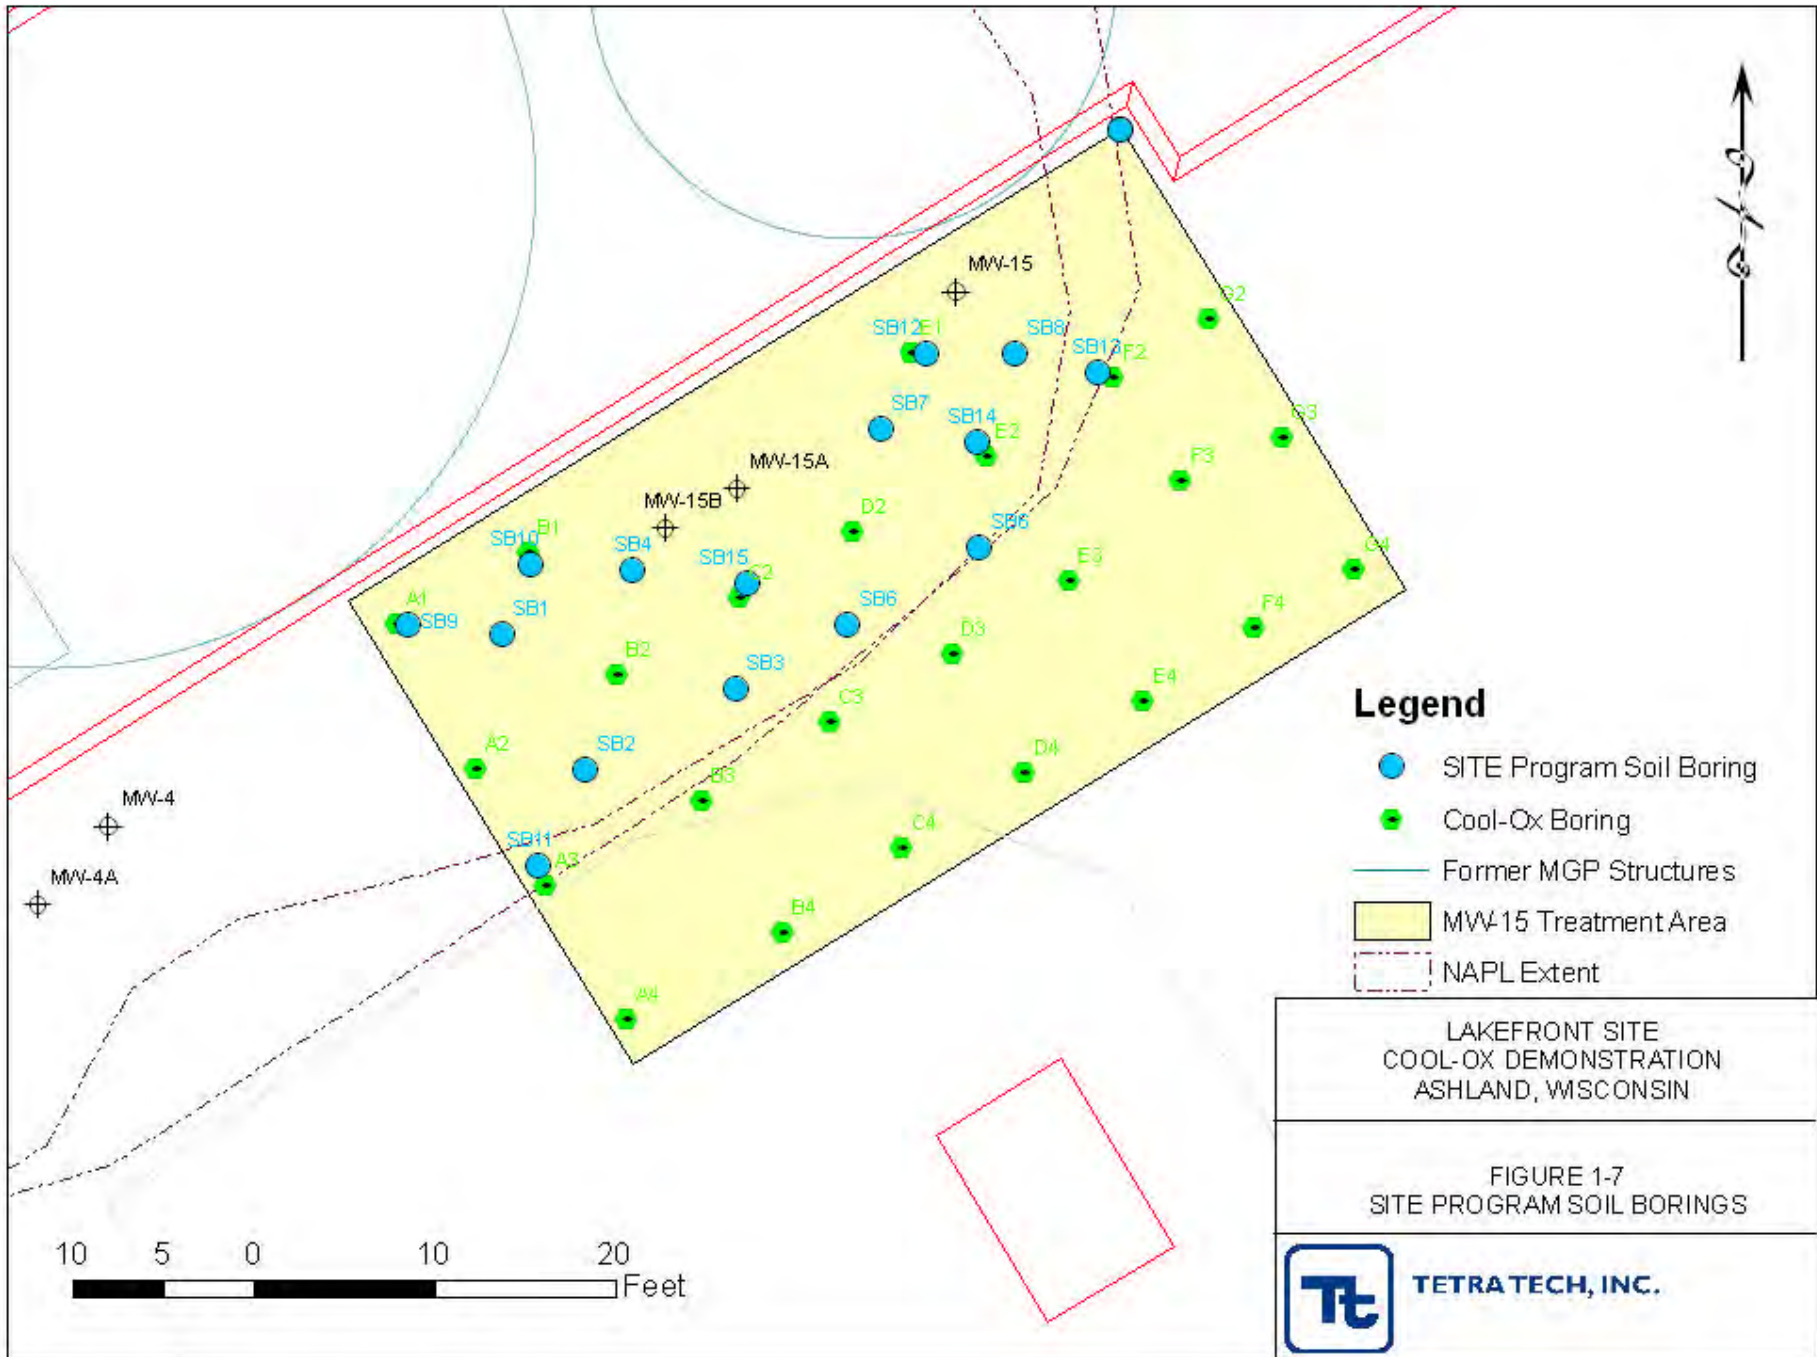 MW-15
G2
SB12
E1
SB8
SB13
F2
SB7
SB14
E2
G3
MW-15A
F3
MW-15B
D2
SB6
B1
SB10
SB4
SB15
C2
E3
G4
A1
SB9
SB1
SB6
F4
B2
D3
SB3
C3
E4
A2
SB2
B3
D4
MW-4
SB11
A3
C4
MW-4A
B4
A4
Legend
SITE Program Soil Boring
Cool-Ox Boring
Former MGP Structures
MW-15 Treatment Area
NAPL Extent
LAKEFRONT SITE
COOL-OX DEMONSTRATION
ASHLAND, WISCONSIN
FIGURE 1-7
SITE PROGRAM SOIL BORINGS
10 5 0 10 20
Feet
Tt
TETRA TECH, INC.